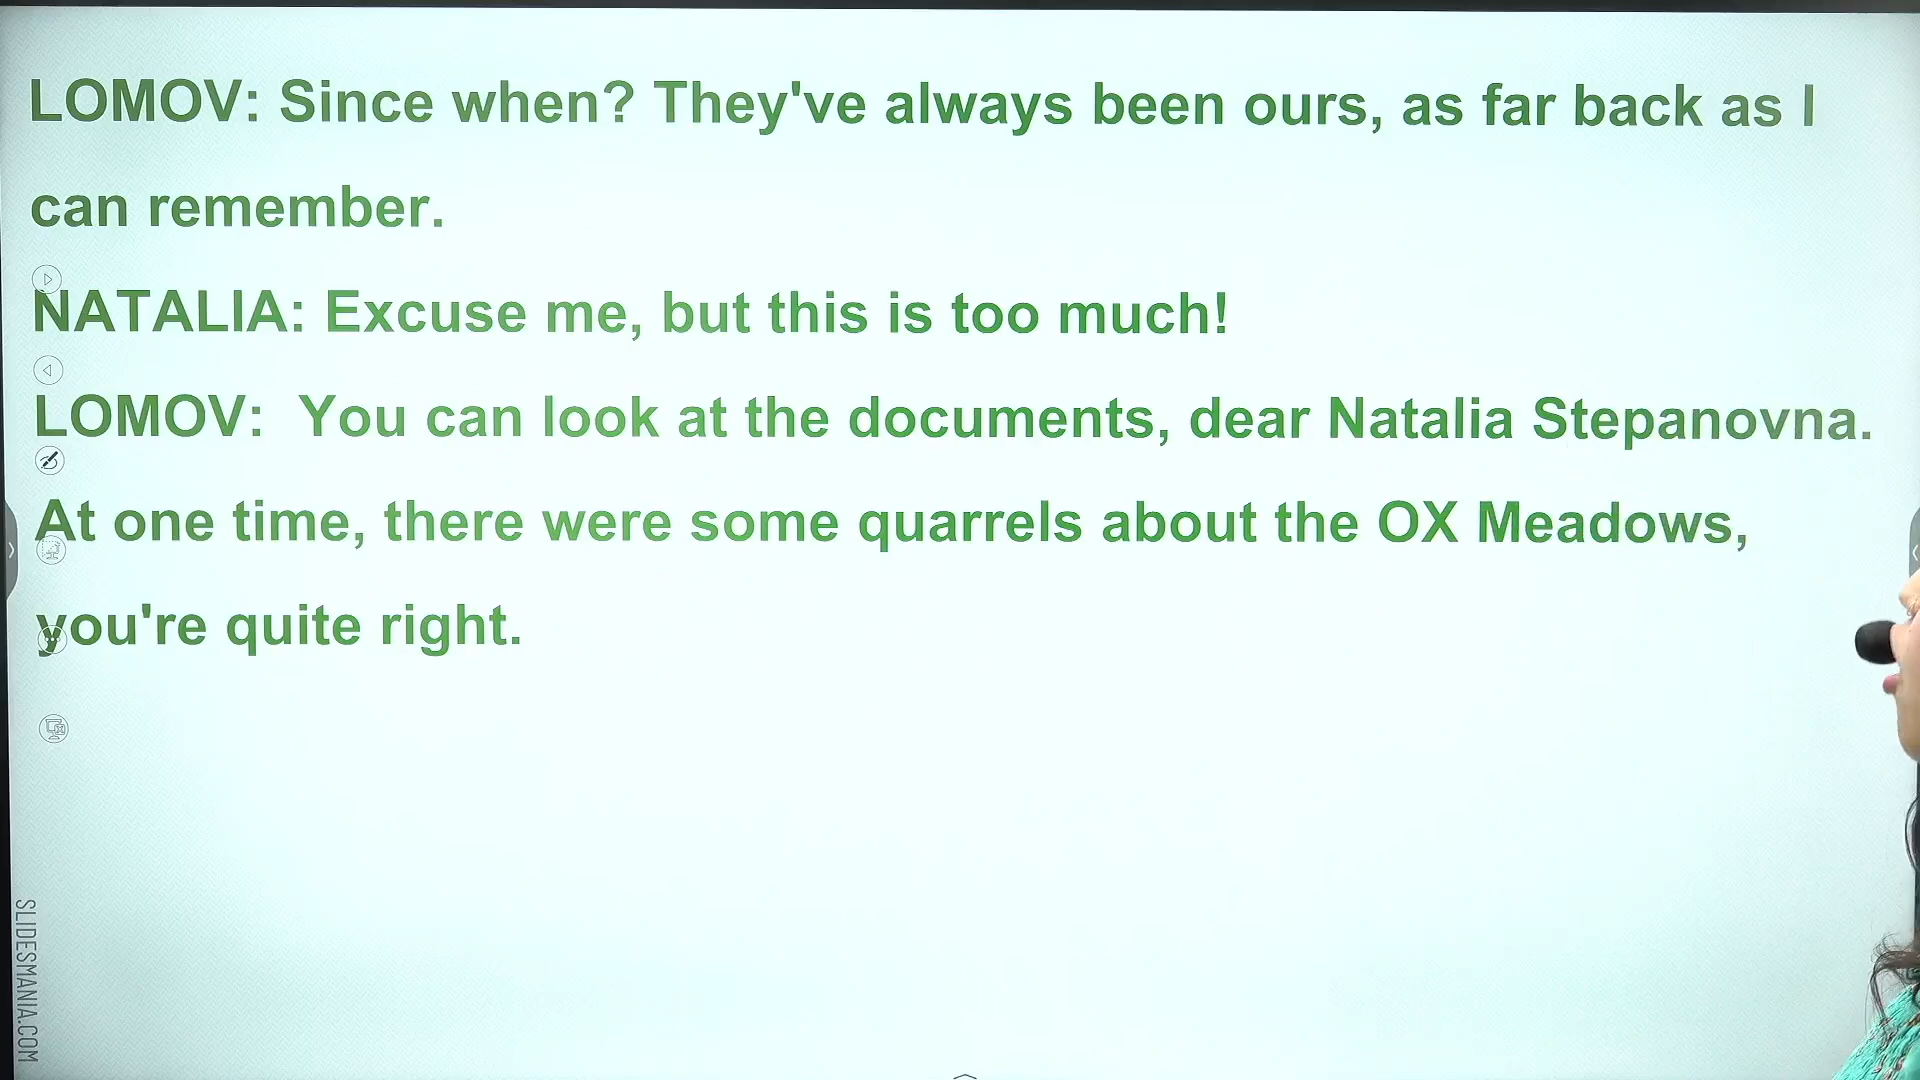 LOMOV: Since when? They've always been ours, as far back as I
can remember.
NATALIA: Excuse me, but this is too much!
LOMOV: You can look at the documents, dear Natalia Stepanovna.
At one time, there were some quarrels about the OX Meadows,
you're quite right.
SLIDESMANIA.COM